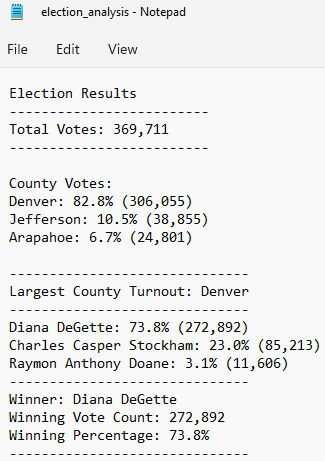 election_analysis - Notepad
File Edit View
Election Results
-------------------------
Total Votes: 369,711
-------------------------
County Votes:
Denver: 82.8% (306,055)
Jefferson: 10.5% (38,855)
Arapahoe: 6.7% (24,801)
------------------------------
Largest County Turnout: Denver
------------------------------
Diana DeGette: 73.8% (272,892)
Charles Casper Stockham: 23.0% (85,213)
Raymon Anthony Doane: 3.1% (11,606)
------------------------------
Winner: Diana DeGette
Winning Vote Count: 272,892
Winning Percentage: 73.8%
------------------------------